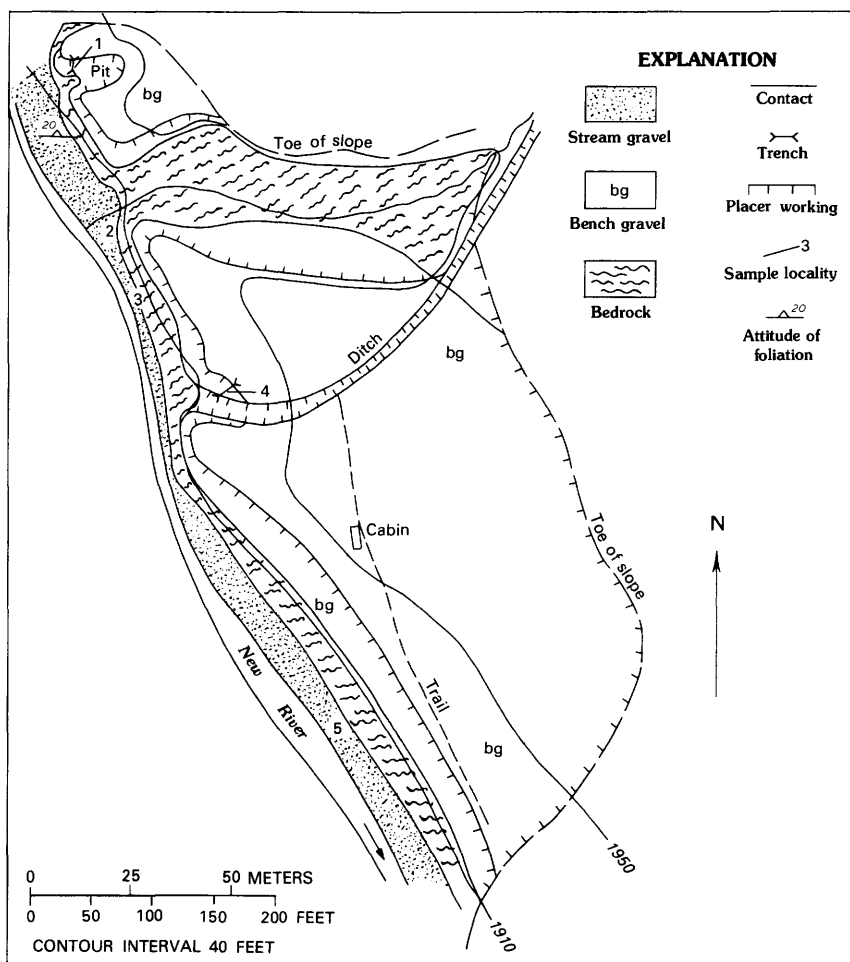 1
Pit
bg
20
Toe of slope
2
3
Ditch
bg
4
Cabin
Toe of slope
bg
New
River
5
Trail
bg
1950
1910
N
EXPLANATION
Stream gravel
bg
Bench gravel
Bedrock
Contact
Trench
Placer working
3
Sample locality
20
Attitude of
foliation
0 25 50 METERS
0 50 100 150 200 FEET
CONTOUR INTERVAL 40 FEET